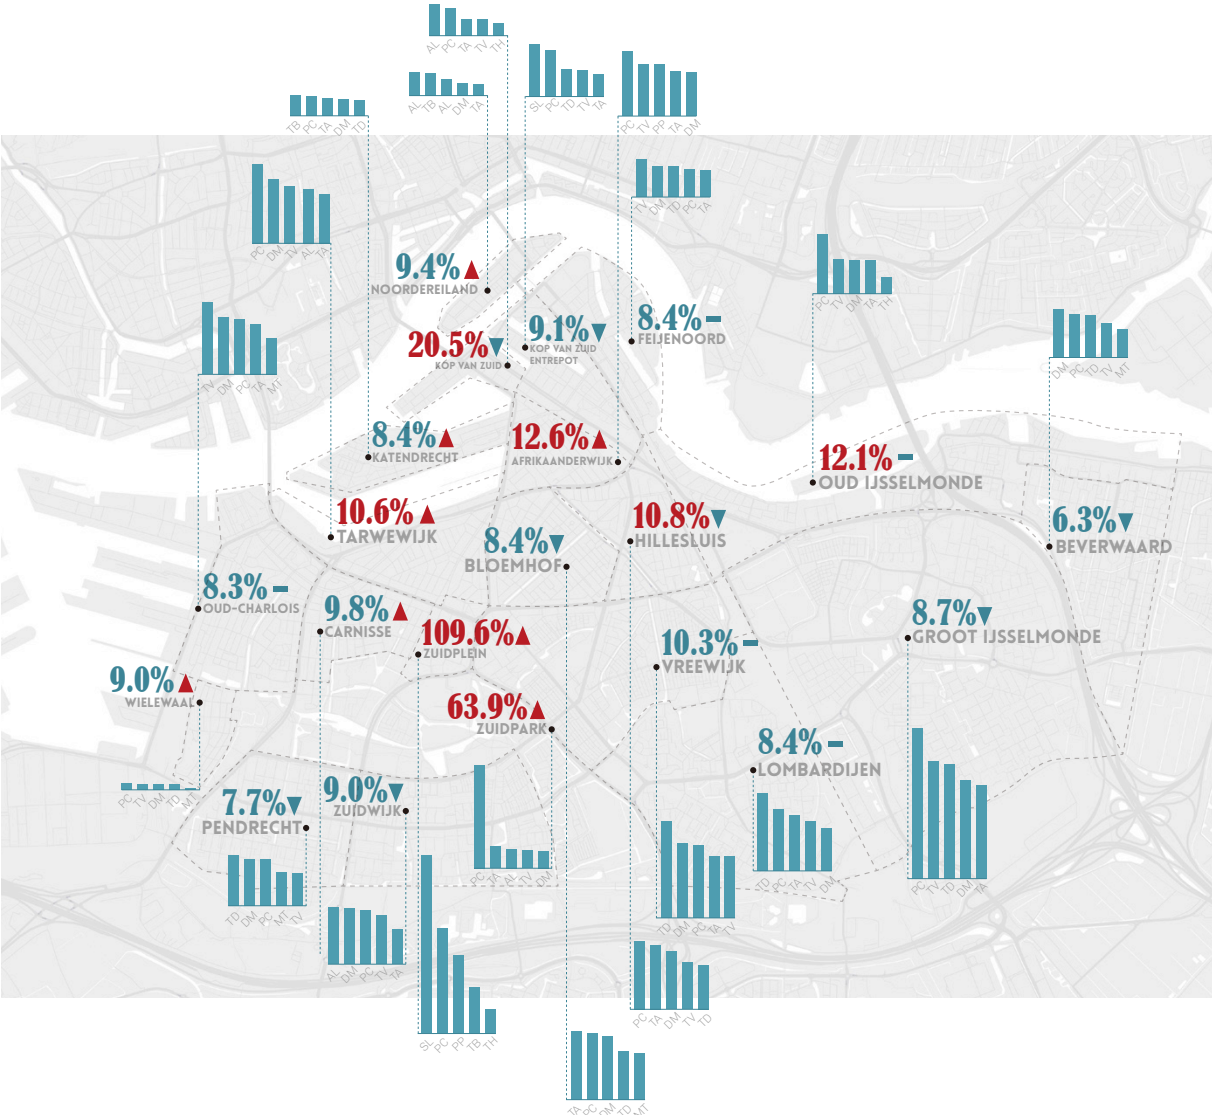 AL PC TA TV TH
AL TB AL DM TA
SL PC TD TV TA
PC TV PP TA DM
TB PC TA DM TD
TV DM TD PC TA
PC DM TV AL TA
9.4%
NOORDEREILAND
PC TV DM TA TH
20.5%
KOP VAN ZUID
9.1%
KOP VAN ZUID
ENTREPOT
8.4%
FEIJENOORD
TV DM PC TA MT
DM PC TD TV MT
8.4%
KATENDRECHT
12.6%
AFRIKAANDERWIJK
12.1%
OUD IJSSELMONDE
10.6%
TARWEWIJK
8.4%
BLOEMHOF
10.8%
HILLESLUIS
6.3%
BEVERWAARD
8.3%
OUD-CHARLOIS
9.8%
CARNISSE
109.6%
ZUIDPLEIN
10.3%
VREEWIJK
8.7%
GROOT IJSSELMONDE
9.0%
WIELEWAAL
63.9%
ZUIDPARK
8.4%
LOMBARDIJEN
PC TV DM TD MT
7.7%
PENDRECHT
9.0%
ZUIDWIJK
PC TA AL TV DM
TD PC TA TV DM
PC TV TD DM TA
TD DM PC MT TV
TD DM PC TA TV
AL DM PC TV TA
SL PC PP TB TH
PC TA DM TV TD
TA PC DM TD MT